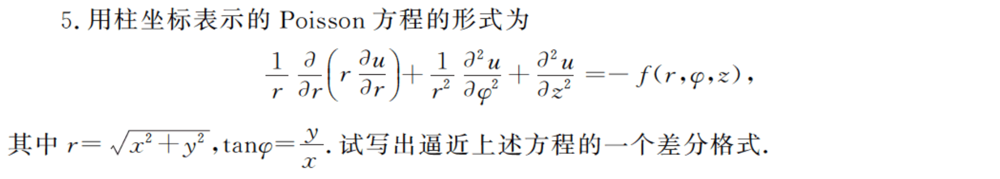 5. 用柱坐标表示的 Poisson 方程的形式为
$\frac{1}{r} \frac{\partial}{\partial r}\left(r \frac{\partial u}{\partial r}\right)+\frac{1}{r^2} \frac{\partial^2 u}{\partial \varphi^2}+\frac{\partial^2 u}{\partial z^2}=-f(r,\varphi,z),$
其中 $r=\sqrt{x^2+y^2},\tan\varphi=\frac{y}{x}$. 试写出逼近上述方程的一个差分格式.